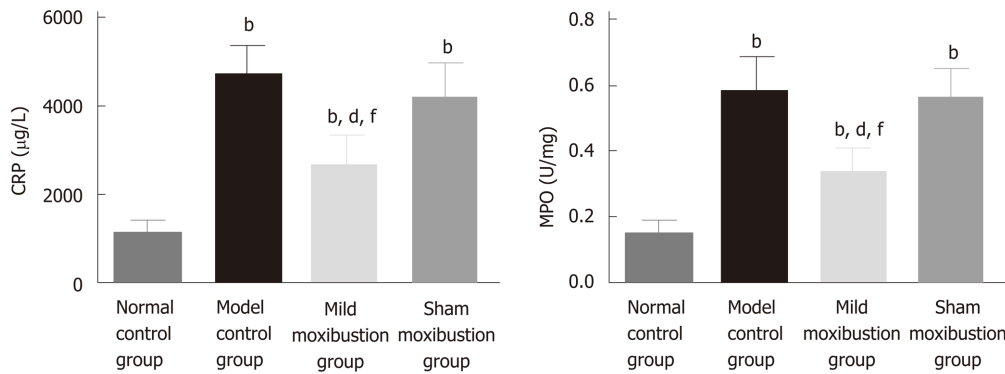 6000
4000
2000
0
CRP (μg/L)
b
b, d, f
b
Normal
control
group
Model
control
group
Mild
moxibustion
group
Sham
moxibustion
group
0.8
0.6
0.4
0.2
0.0
MPO (U/mg)
b
b, d, f
b
Normal
control
group
Model
control
group
Mild
moxibustion
group
Sham
moxibustion
group